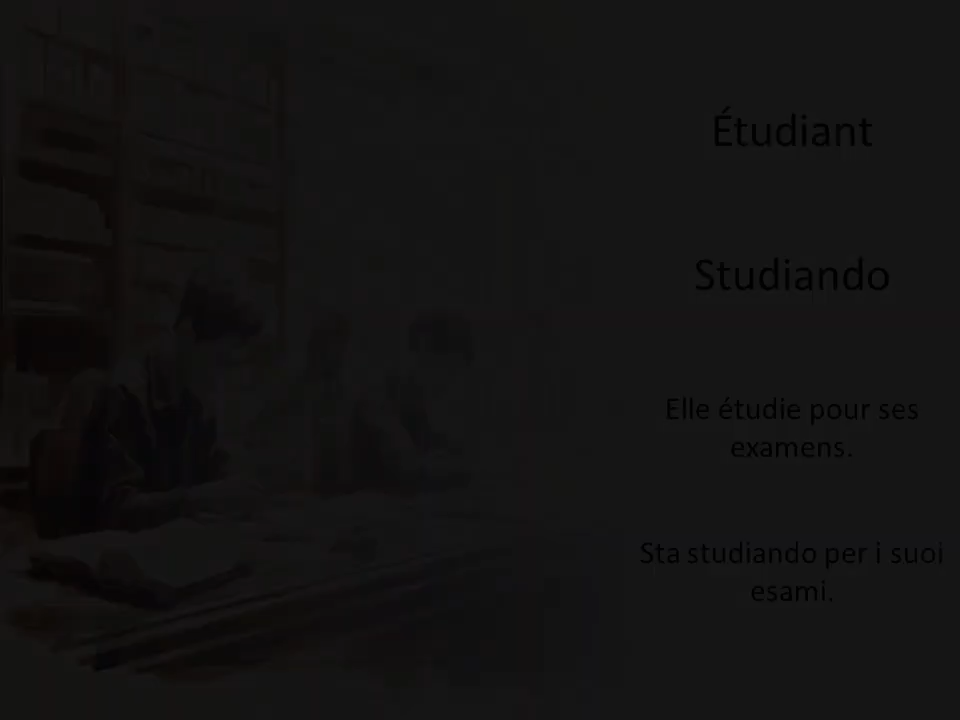 Étudiant
Studiando
Elle étudie pour ses
examens.
Sta studiando per i suoi
esami.